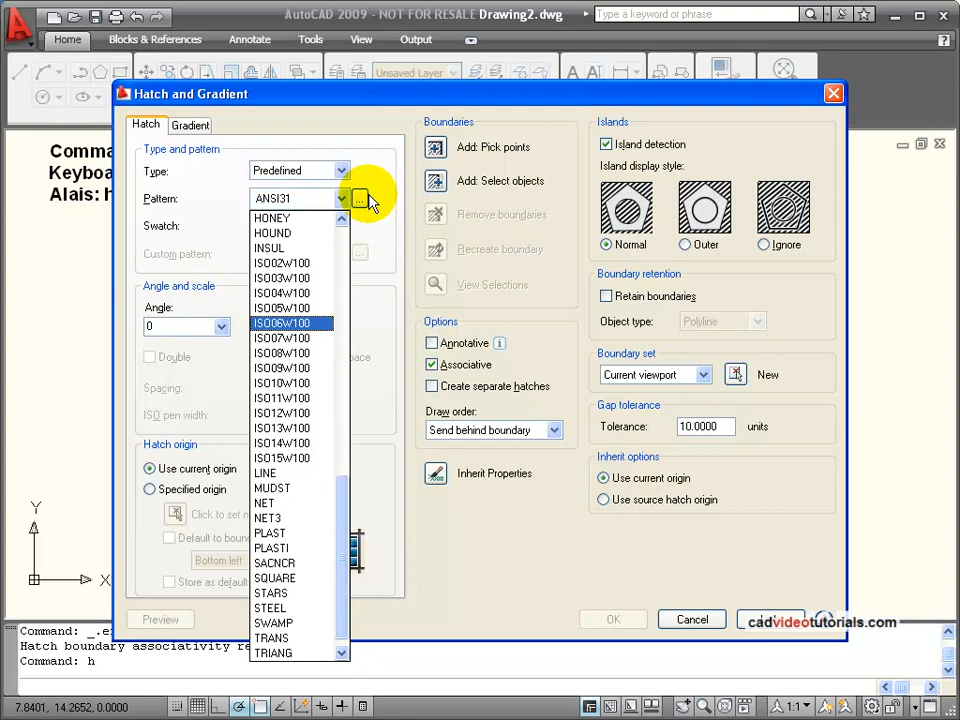 AutoCAD 2009 - NOT FOR RESALE Drawing2.dwg
Type a keyword or phrase
Home Blocks & References Annotate Tools View Output
Unsaved Layer
Hatch and Gradient
Comma
Keyboa
Alais: h
Hatch Gradient
Type and pattern
Type: Predefined
Pattern: ANSI31
Swatch:
Custom pattern:
HONEY
HOUND
INSUL
ISO02W100
ISO03W100
ISO04W100
ISO05W100
ISO06W100
ISO07W100
ISO08W100
ISO09W100
ISO10W100
ISO11W100
ISO12W100
ISO13W100
ISO14W100
ISO15W100
LINE
MUDST
NET
NET3
PLAST
PLASTI
SACNCR
SQUARE
STARS
STEEL
SWAMP
TRANS
TRIANG
Angle and scale
Angle:
0
Double
space
Spacing:
ISO pen width:
Hatch origin
Use current origin
Specified origin
Click to set n
Default to boun
Bottom left
Store as default
Preview
Boundaries
Add: Pick points
Add: Select objects
Remove boundaries
Recreate boundary
View Selections
Options
Annotative
Associative
Create separate hatches
Draw order:
Send behind boundary
Inherit Properties
Islands
Island detection
Island display style:
Normal Outer Ignore
Boundary retention
Retain boundaries
Object type: Polyline
Boundary set
Current viewport New
Gap tolerance
Tolerance: 10.0000 units
Inherit options
Use current origin
Use source hatch origin
OK Cancel
cadvideotutorials.com
Y
X
Command: _.e
Hatch boundary associativity re
Command: h
7.8401, 14.2652, 0.0000
1:1